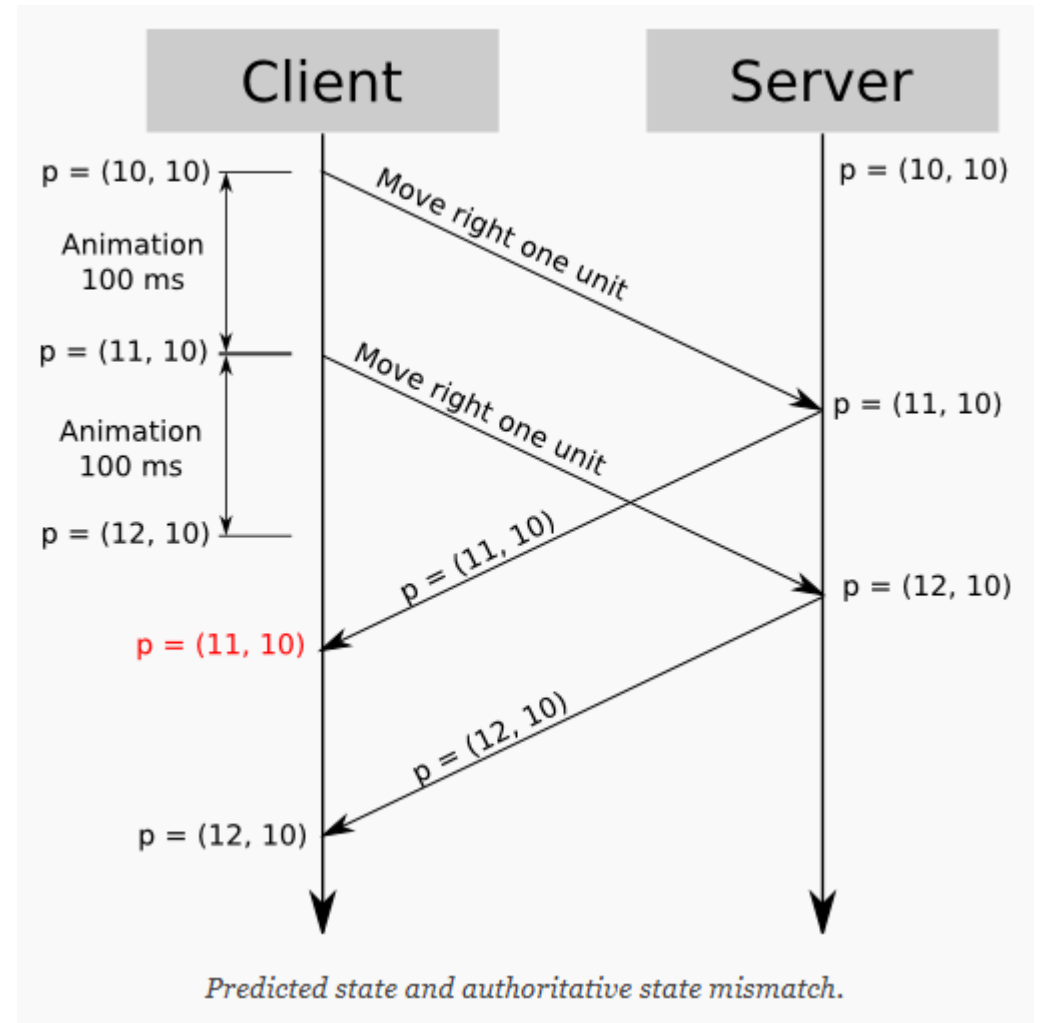 Client
Server
p = (10, 10)
p = (10, 10)
Move right one unit
Animation
100 ms
p = (11, 10)
Move right one unit
p = (11, 10)
Animation
100 ms
p = (12, 10)
p = (11, 10)
p = (12, 10)
p = (11, 10)
p = (12, 10)
p = (12, 10)
Predicted state and authoritative state mismatch.